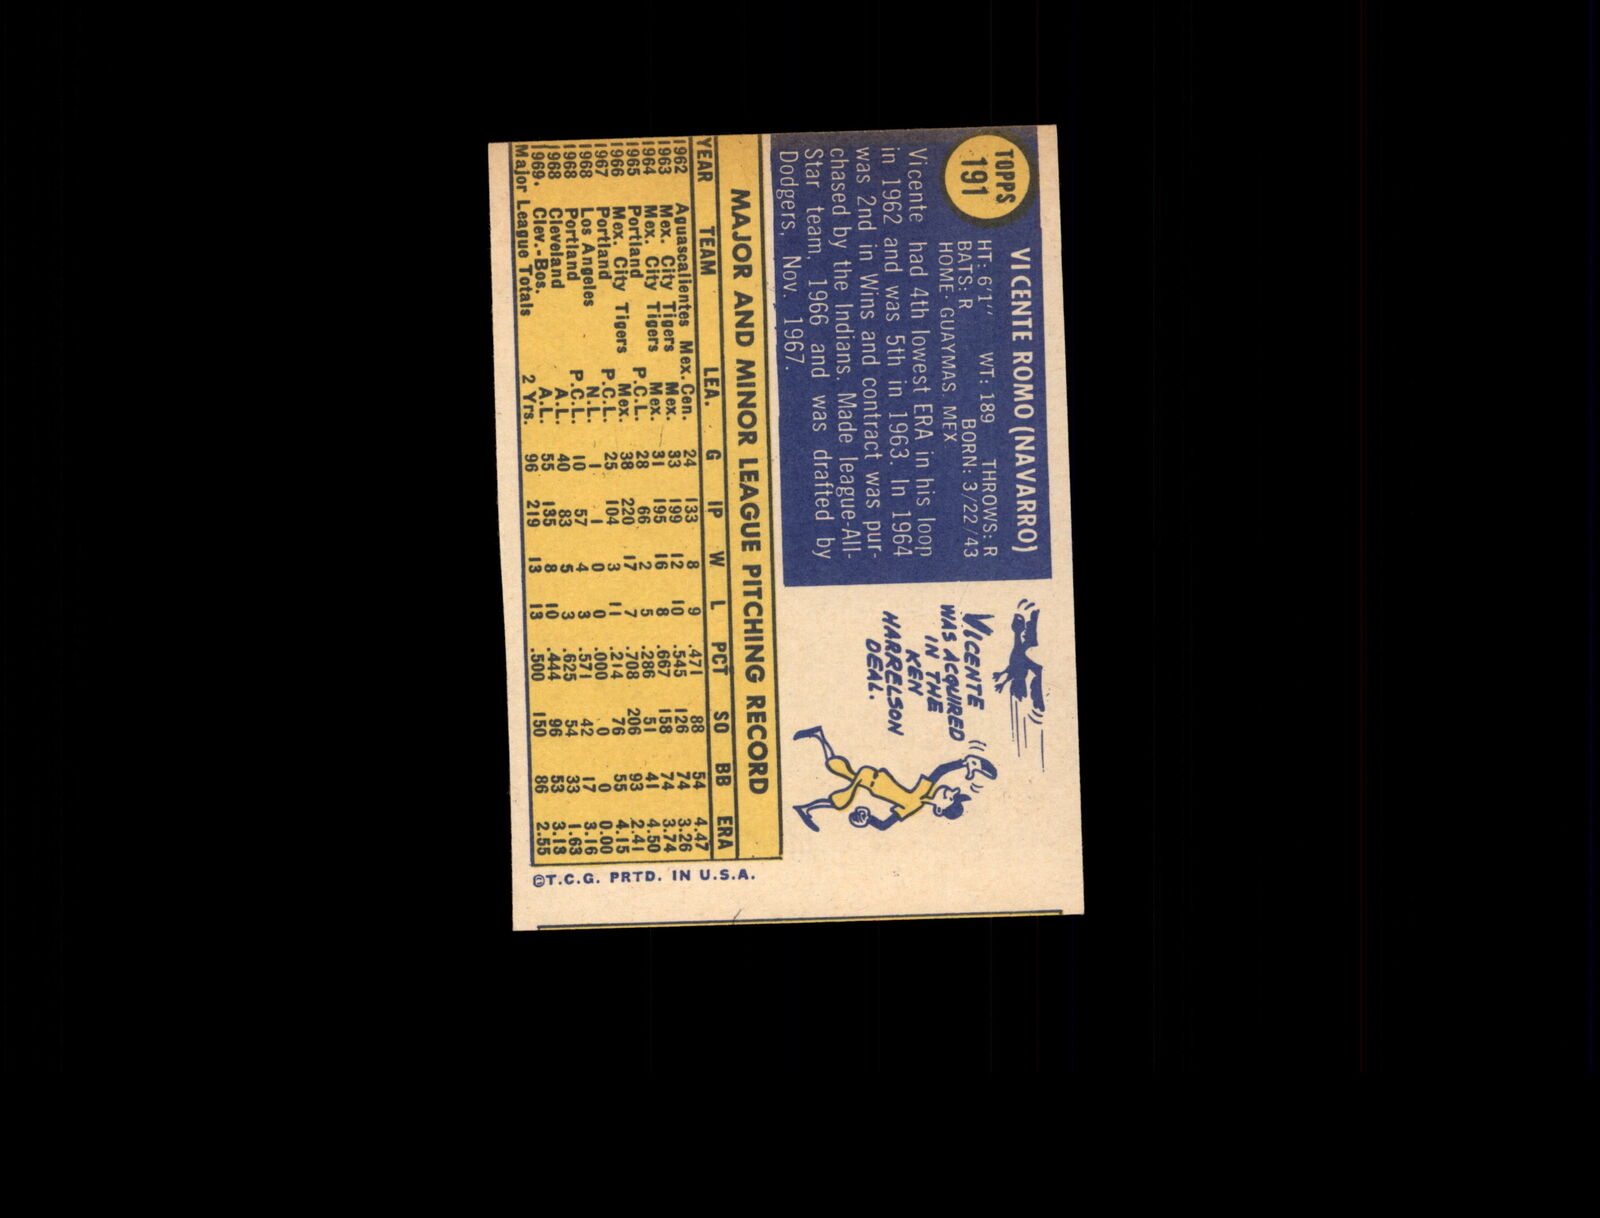 TOPPS
191
VICENTE ROMO (NAVARRO)
HT: 6'1" WT: 189 THROWS: R
BATS: R BORN: 3/22/43
HOME: GUAYMAS, MEX
Vicente had 4th lowest ERA in his loop
in 1962 and was 5th in 1963. In 1964
was 2nd in Wins and contract was pur-
chased by the Indians. Made league-All-
Star team, 1966 and was drafted by
Dodgers, Nov. 1967.
VICENTE
WAS ACQUIRED
IN THE
KEN
HARRELSON
DEAL.
MAJOR AND MINOR LEAGUE PITCHING RECORD
YEAR TEAM LEA. G IP W L PCT SO BB ERA
1962 Aguascalientes Mex. Cen. 24 133 8 9 .471 88 54 4.47
1963 Mex. City Tigers Mex. 33 199 12 10 .545 126 74 3.26
1964 Mex. City Tigers Mex. 31 195 16 8 .667 158 74 3.74
1965 Portland P.C.L. 28 66 2 5 .286 51 41 4.50
1966 Mex. City Tigers Mex. 38 220 17 7 .708 206 93 2.41
1967 Portland P.C.L. 25 104 3 11 .214 76 55 4.15
1968 Los Angeles N.L. 1 1 0 0 .000 0 0 0.00
1968 Portland P.C.L. 10 57 4 3 .571 42 17 3.16
1968 Cleveland A.L. 40 83 5 3 .625 54 33 1.63
1969. Clev.-Bos. A.L. 55 135 8 10 .444 96 53 3.18
Major League Totals 2 Yrs. 96 219 13 13 .500 150 86 2.55
©T.C.G. PRTD. IN U.S.A.